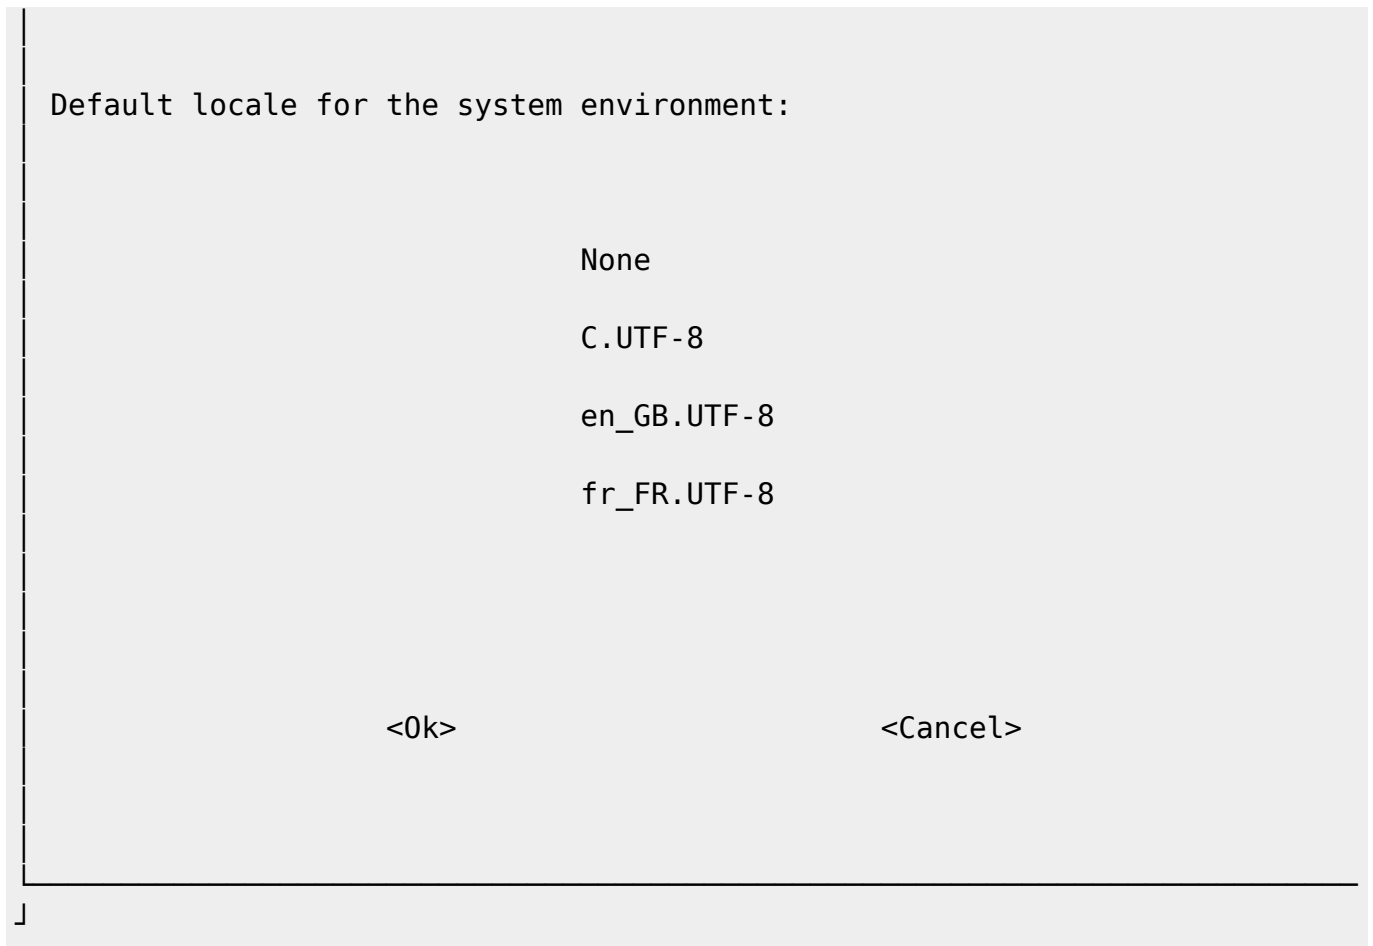 Default locale for the system environment:
None
C.UTF-8
en_GB.UTF-8
fr_FR.UTF-8
<Ok> <Cancel>